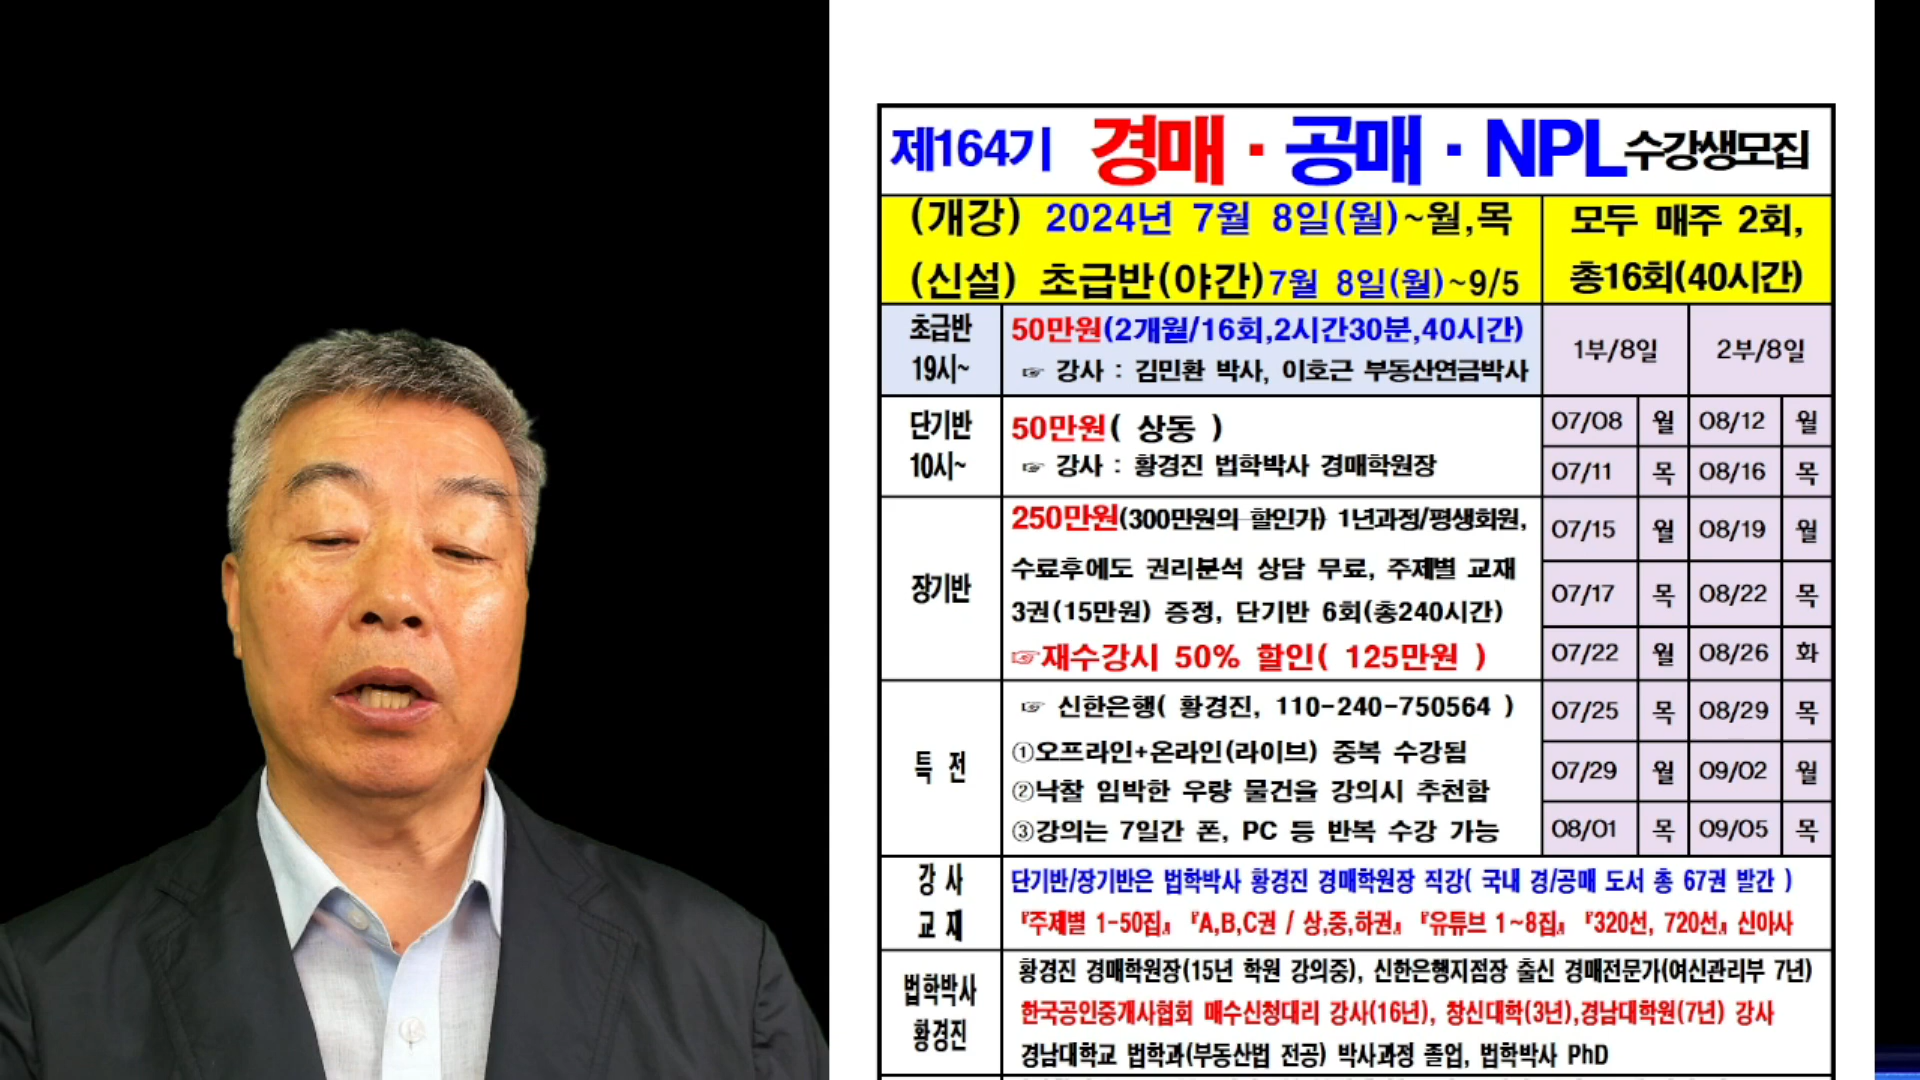 제164기 경매·공매·NPL수강생모집
(개강) 2024년 7월 8일(월)~월,목
(신설) 초급반(야간)7월 8일(월)~9/5
모두 매주 2회,
총16회(40시간)
초급반
19시~
50만원(2개월/16회,2시간30분,40시간)
☞ 강사 : 김민환 박사, 이호근 부동산연금박사
1부/8일 2부/8일
단기반
10시~
50만원( 상동 )
☞ 강사 : 황경진 법학박사 경매학원장
07/08 월 08/12 월
07/11 목 08/16 목
장기반
250만원(300만원의 할인가) 1년과정/평생회원,
수료후에도 권리분석 상담 무료, 주제별 교재
3권(15만원) 증정, 단기반 6회(총240시간)
☞재수강시 50% 할인( 125만원 )
07/15 월 08/19 월
07/17 목 08/22 목
07/22 월 08/26 화
특 전
☞ 신한은행( 황경진, 110-240-750564 )
①오프라인+온라인(라이브) 중복 수강됨
②낙찰 임박한 우량 물건을 강의시 추천함
③강의는 7일간 폰, PC 등 반복 수강 가능
07/25 목 08/29 목
07/29 월 09/02 월
08/01 목 09/05 목
강 사
교 재
단기반/장기반은 법학박사 황경진 경매학원장 직강( 국내 경/공매 도서 총 67권 발간 )
『주제별 1-50집』 『A,B,C권 / 상,중,하권』 『유튜브 1~8집』 『320선, 720선』 신아사
법학박사
황경진
황경진 경매학원장(15년 학원 강의중), 신한은행지점장 출신 경매전문가(여신관리부 7년)
한국공인중개사협회 매수신청대리 강사(16년), 창신대학(3년),경남대학원(7년) 강사
경남대학교 법학과(부동산법 전공) 박사과정 졸업, 법학박사 PhD